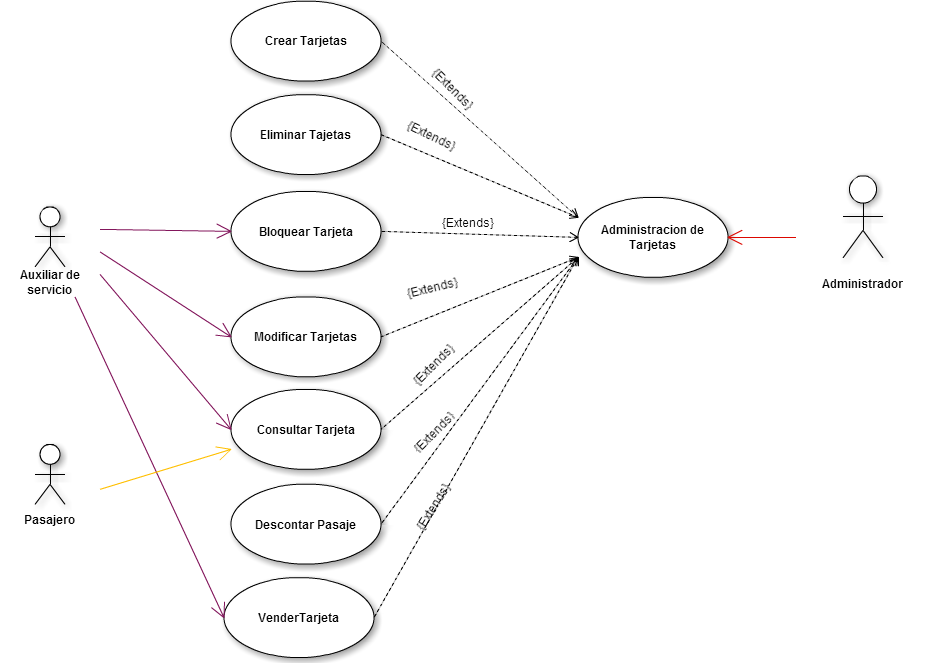 Crear Tarjetas
{Extends}
Eliminar Tajetas
{Extends}
Bloquear Tarjeta
{Extends}
Administracion de
Tarjetas
Administrador
Auxiliar de
servicio
Modificar Tarjetas
{Extends}
Consultar Tarjeta
{Extends}
Pasajero
Descontar Pasaje
{Extends}
VenderTarjeta
{Extends}